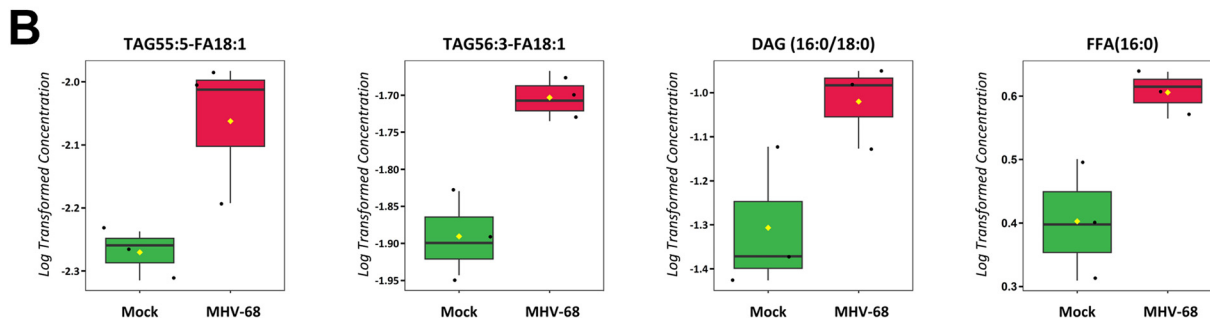 B
TAG55:5-FA18:1
Log Transformed Concentration
-2.0
-2.1
-2.2
-2.3
Mock MHV-68
TAG56:3-FA18:1
Log Transformed Concentration
-1.70
-1.75
-1.80
-1.85
-1.90
-1.95
Mock MHV-68
DAG (16:0/18:0)
Log Transformed Concentration
-1.0
-1.1
-1.2
-1.3
-1.4
Mock MHV-68
FFA(16:0)
Log Transformed Concentration
0.6
0.5
0.4
0.3
Mock MHV-68